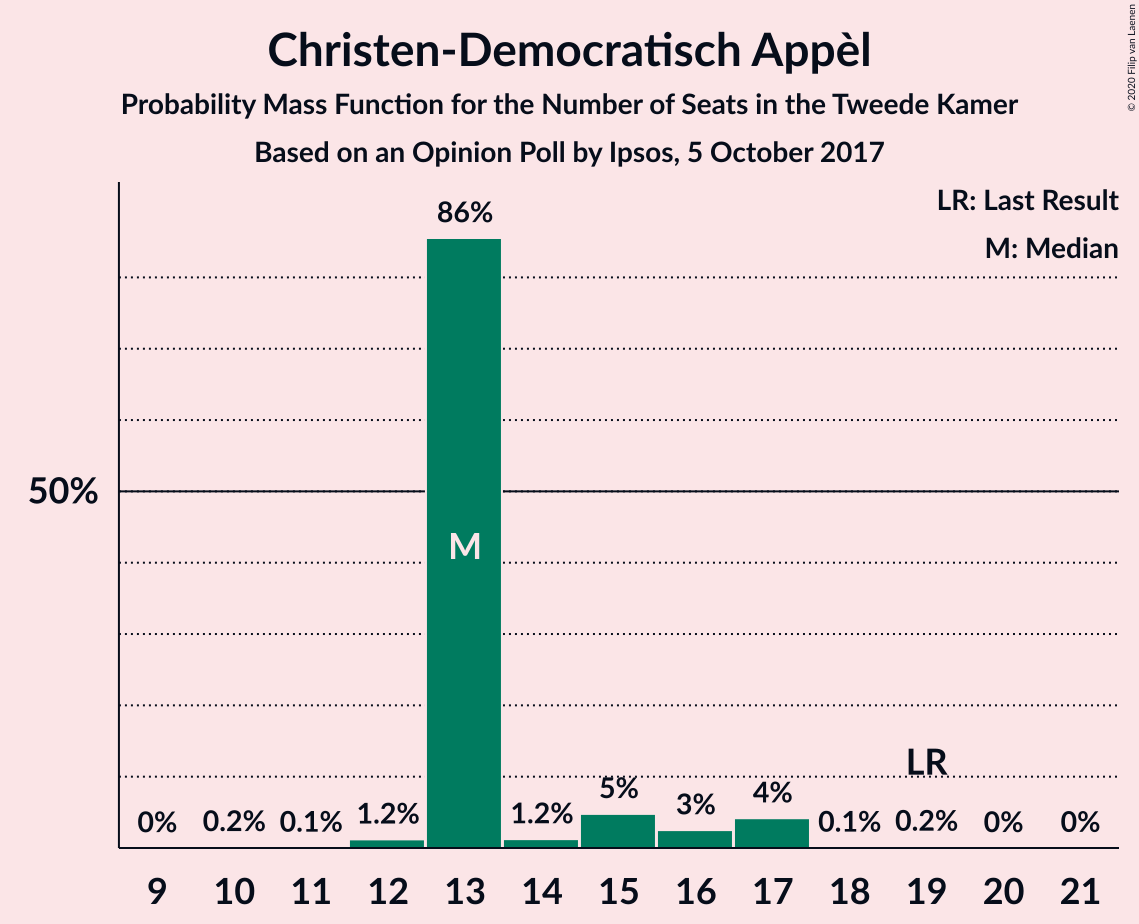 Christen-Democratisch Appèl
Probability Mass Function for the Number of Seats in the Tweede Kamer
Based on an Opinion Poll by Ipsos, 5 October 2017
© 2020 Filip van Laenen
LR: Last Result
M: Median
86%
50%
M
LR
0% 0.2% 0.1% 1.2% 1.2% 5% 3% 4% 0.1% 0.2% 0% 0%
9 10 11 12 13 14 15 16 17 18 19 20 21